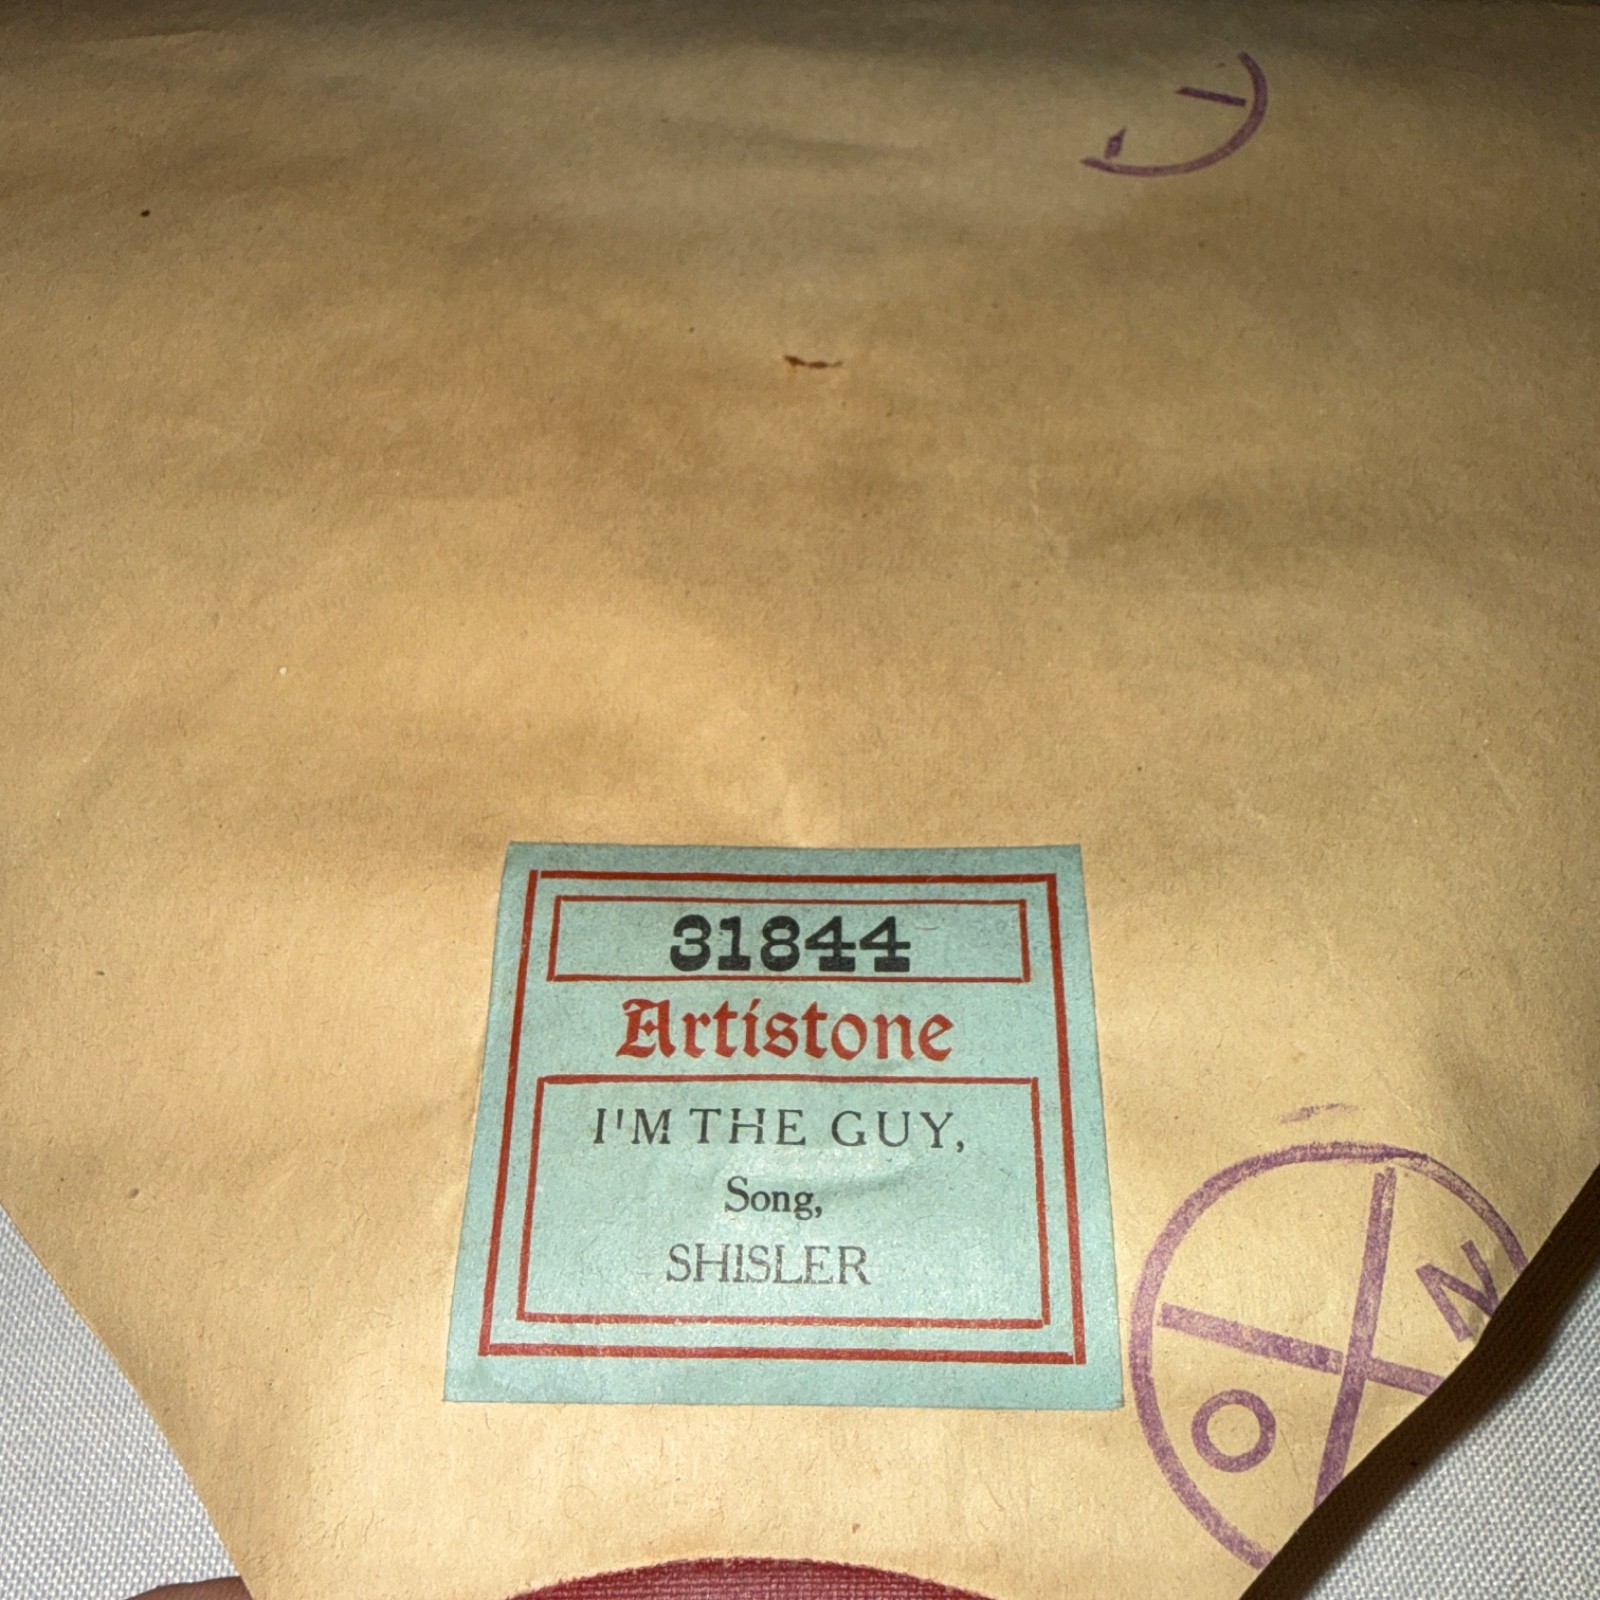 31844
Artistone
I'M THE GUY,
Song,
SHISLER
N
O